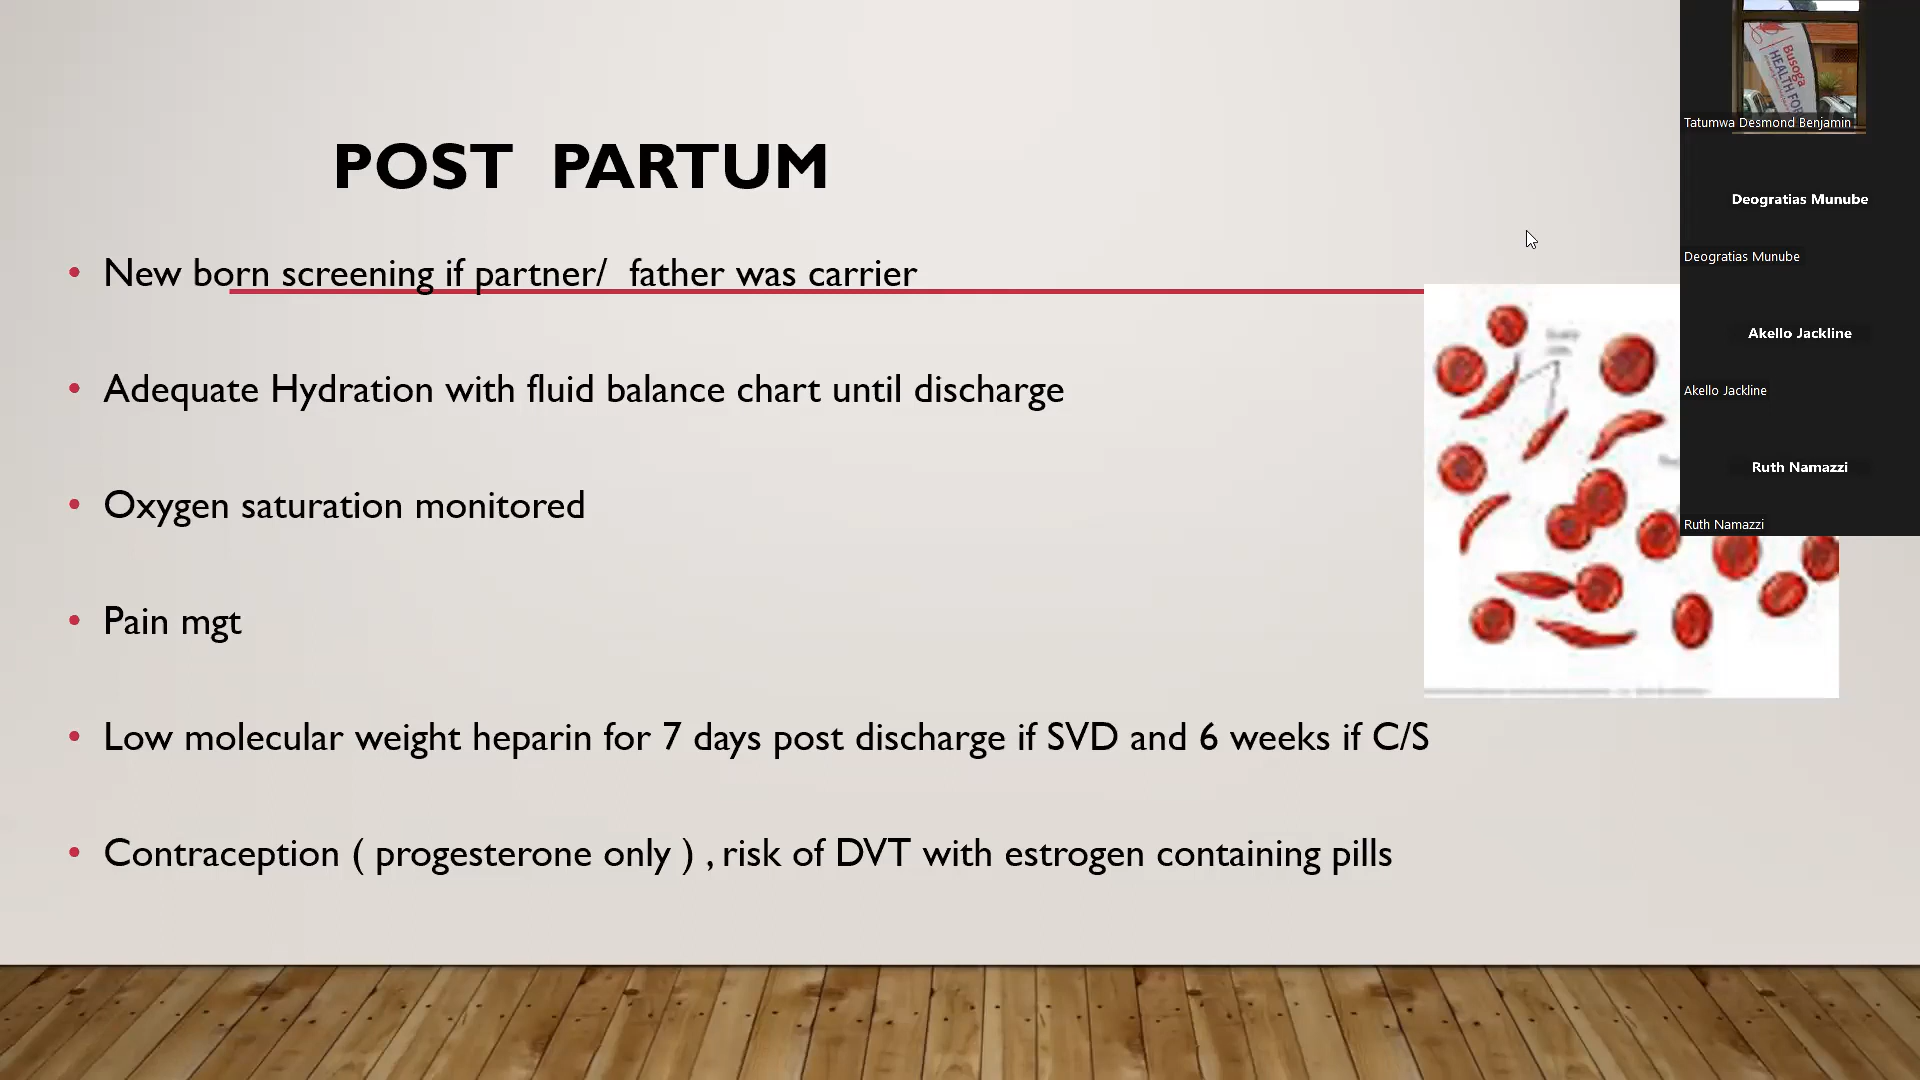 POST PARTUM
New born screening if partner/ father was carrier
Adequate Hydration with fluid balance chart until discharge
Oxygen saturation monitored
Pain mgt
Low molecular weight heparin for 7 days post discharge if SVD and 6 weeks if C/S
Contraception ( progesterone only ) , risk of DVT with estrogen containing pills
Busoga
HEALTH FOR
Tatumwa Desmond Benjamin
Deogratias Munube
Deogratias Munube
Akello Jackline
Akello Jackline
Ruth Namazzi
Ruth Namazzi